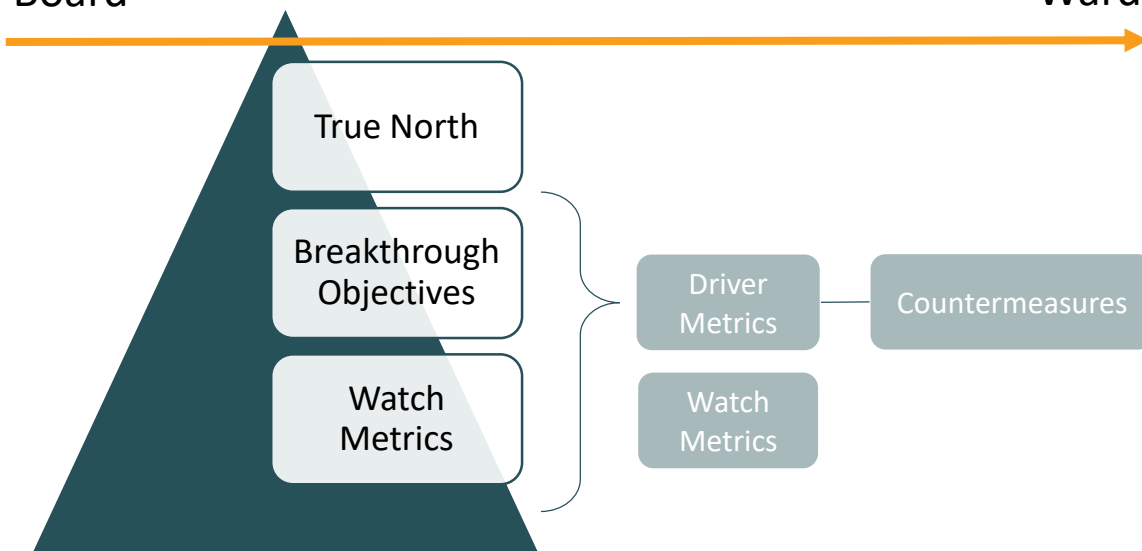 Board
Ward
True North
Breakthrough
Objectives
Driver
Metrics
Countermeasures
Watch
Metrics
Watch
Metrics